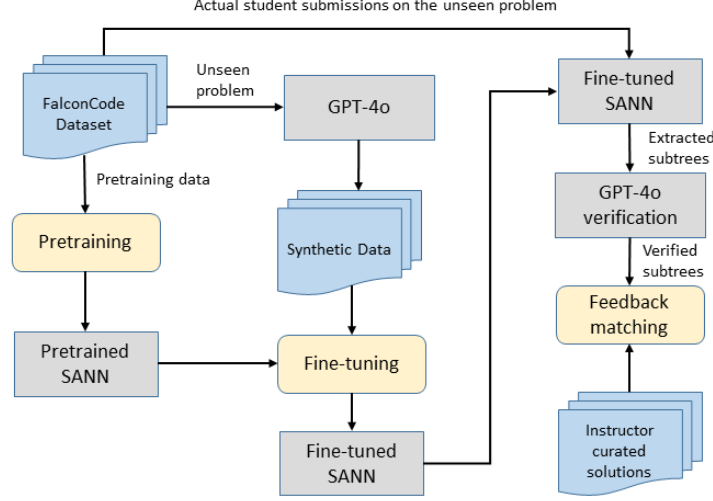 Actual student submissions on the unseen problem
FalconCode
Dataset
Unseen
problem
GPT-4o
Fine-tuned
SANN
Pretraining data
Extracted
subtrees
GPT-4o
verification
Pretraining
Synthetic Data
Verified
subtrees
Feedback
matching
Pretrained
SANN
Fine-tuning
Fine-tuned
SANN
Instructor
curated
solutions